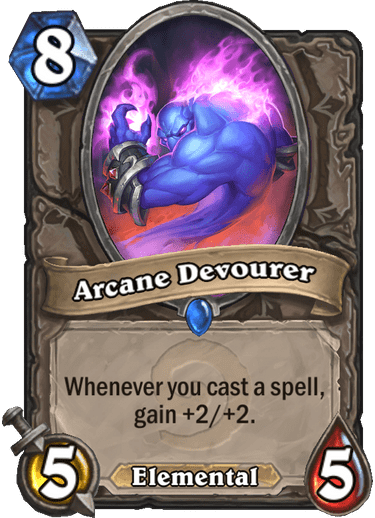 8
Arcane Devourer
Whenever you cast a spell,
gain +2/+2.
5
Elemental
5